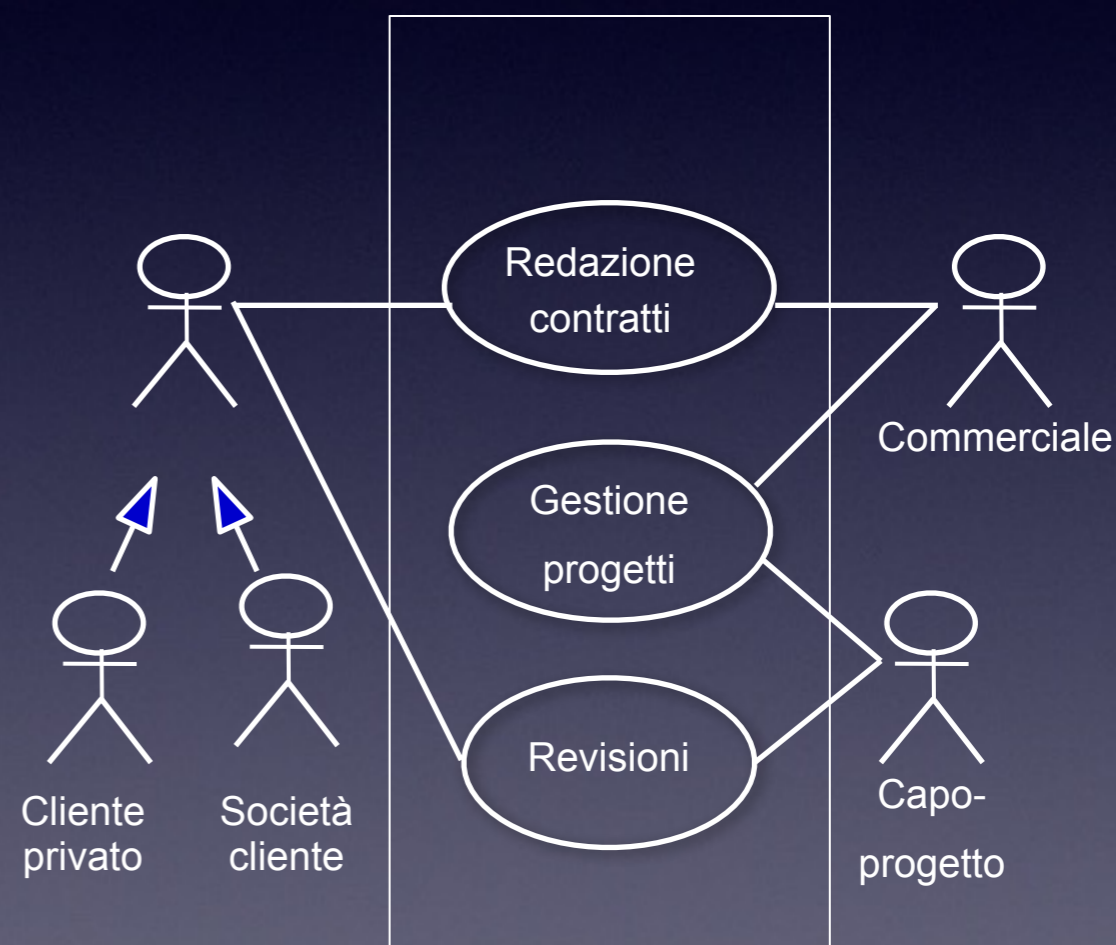 Redazione
contratti
Commerciale
Gestione
progetti
Revisioni
Cliente
privato
Società
cliente
Capo-
progetto